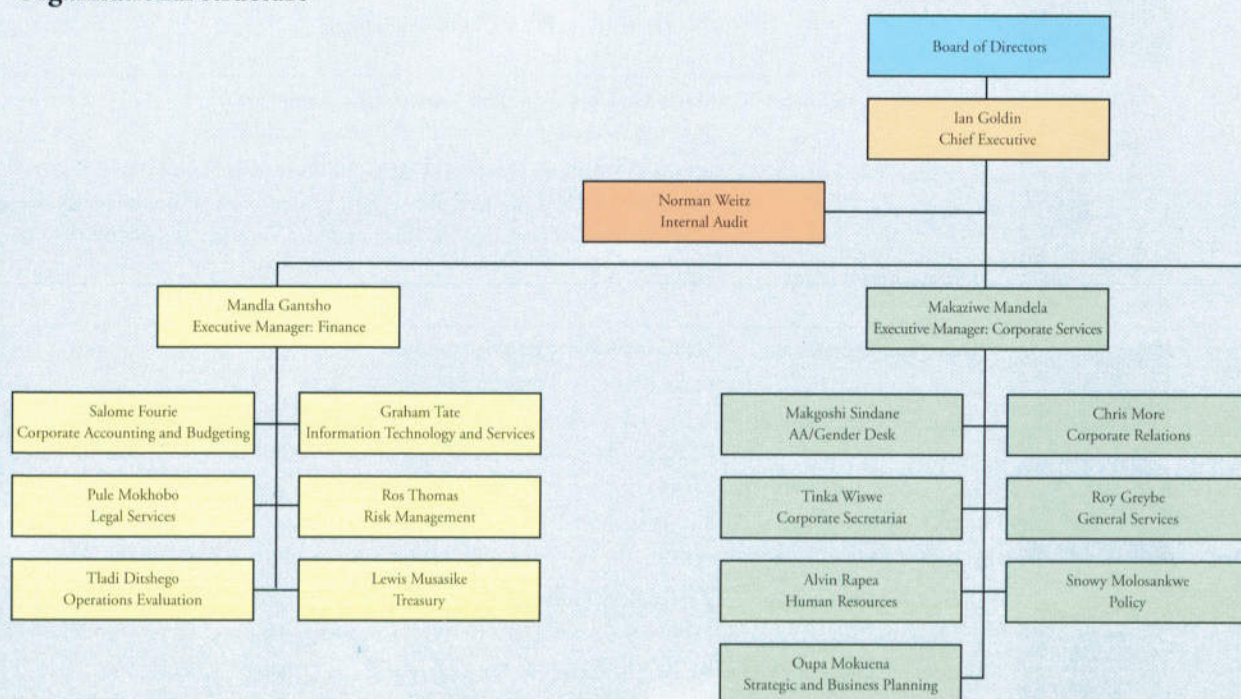 Board of Directors
Ian Goldin
Chief Executive
Norman Weitz
Internal Audit
Mandla Gantsho
Executive Manager: Finance
Makaziwe Mandela
Executive Manager: Corporate Services
Salome Fourie
Corporate Accounting and Budgeting
Graham Tate
Information Technology and Services
Pule Mokhobo
Legal Services
Ros Thomas
Risk Management
Tladi Ditshego
Operations Evaluation
Lewis Musasike
Treasury
Makgoshi Sindane
AA/Gender Desk
Chris More
Corporate Relations
Tinka Wiswe
Corporate Secretariat
Roy Greybe
General Services
Alvin Rapea
Human Resources
Snowy Molosankwe
Policy
Oupa Mokuena
Strategic and Business Planning